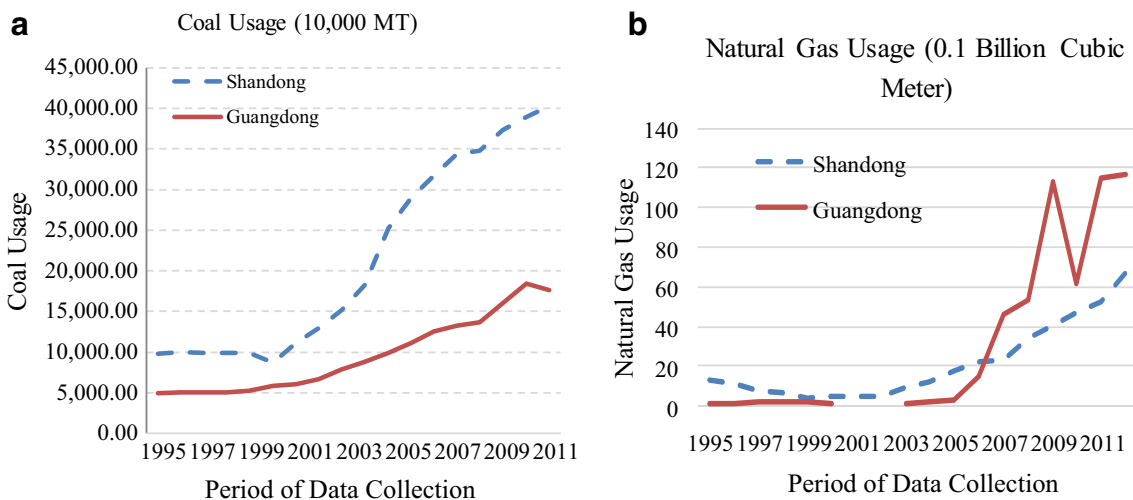 a
Coal Usage (10,000 MT)
45,000.00
40,000.00
35,000.00
30,000.00
25,000.00
20,000.00
15,000.00
10,000.00
5,000.00
0.00
Coal Usage
Shandong
Guangdong
1995 1997 1999 2001 2003 2005 2007 2009 2011
Period of Data Collection
b
Natural Gas Usage (0.1 Billion Cubic
Meter)
140
120
100
80
60
40
20
0
Natural Gas Usage
Shandong
Guangdong
1995 1997 1999 2001 2003 2005 2007 2009 2011
Period of Data Collection